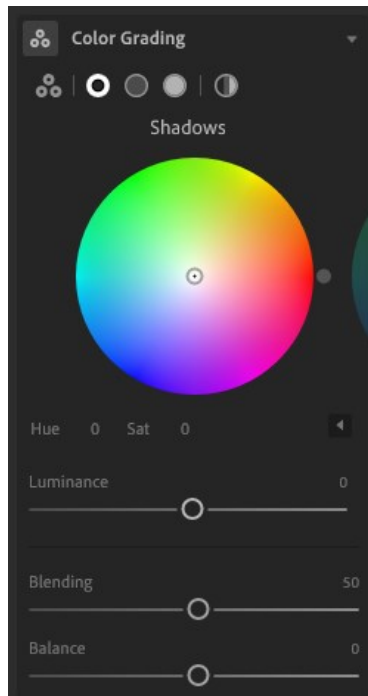 Color Grading
Shadows
Hue 0 Sat 0
Luminance 0
Blending 50
Balance 0